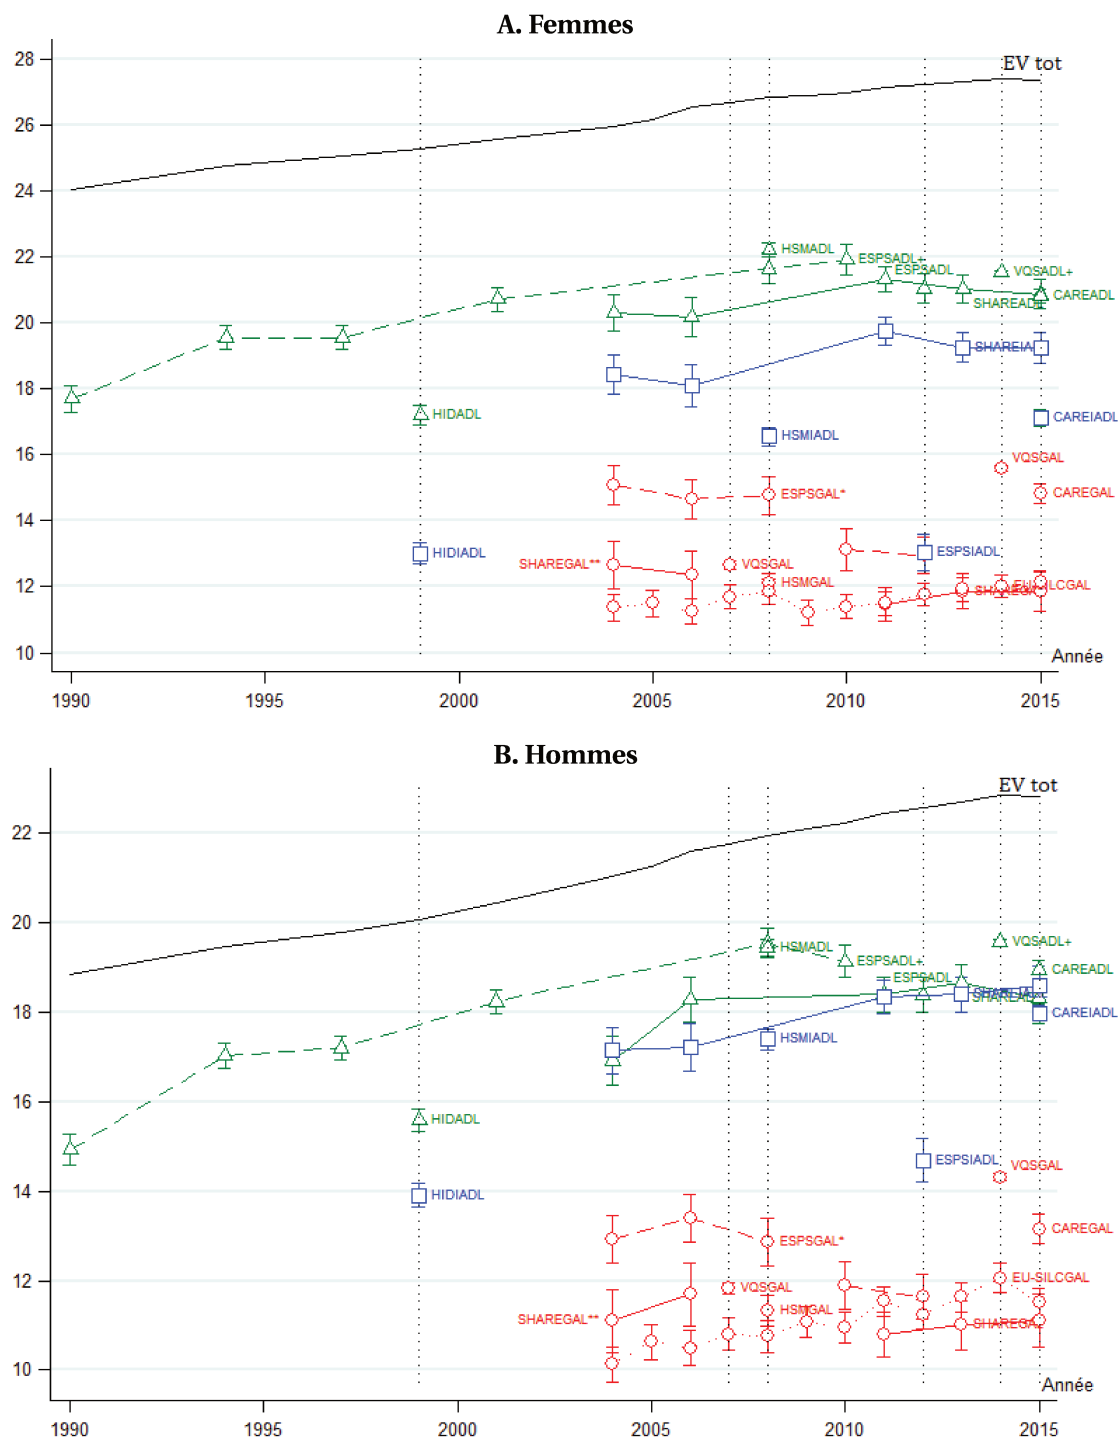 A. Femmes
EV tot
28
26
24
22
20
18
16
14
12
10
HSMADL
ESPSADL+
ESPSADL
VQSADL+
CAREADL
SHAREADL
SHAREIADL
HIDADL
CAREIADL
HSMIADL
VQSGAL
CAREGAL
ESPSGAL*
HIDIADL
ESPSIADL
SHAREGAL**
VQSGAL
HSMGAL
EU-SILCGAL
SHAREGAL
Année
1990 1995 2000 2005 2010 2015
B. Hommes
EV tot
22
20
18
16
14
12
10
HSMADL
VQSADL+
ESPSADL+
CAREADL
ESPSADL
CAREIADL
HSMIADL
HIDADL
ESPSIADL
VQSGAL
HIDIADL
CAREGAL
ESPSGAL*
EU-SILCGAL
VQSGAL
HSMGAL
SHAREGAL**
SHAREGAL
Année
1990 1995 2000 2005 2010 2015